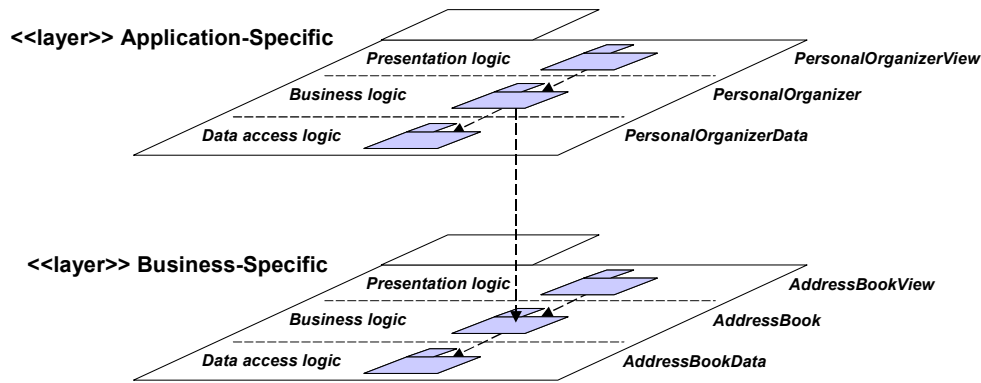 <<layer>> Application-Specific
Presentation logic
PersonalOrganizerView
Business logic
PersonalOrganizer
Data access logic
PersonalOrganizerData
<<layer>> Business-Specific
Presentation logic
AddressBookView
Business logic
AddressBook
Data access logic
AddressBookData